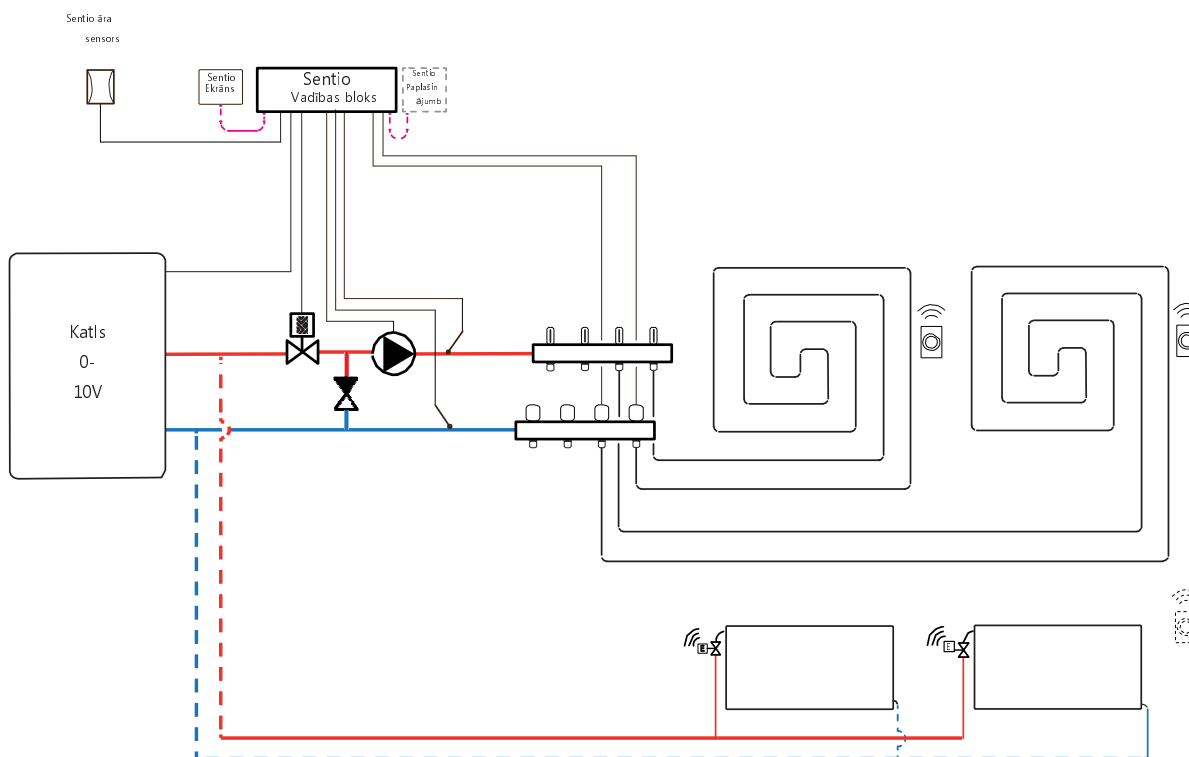 Sentio āra
sensors
Sentio
Ekrāns
Sentio
Vadības bloks
Sentio
Paplašin
ājumb
Katls
0-
10V
E
E